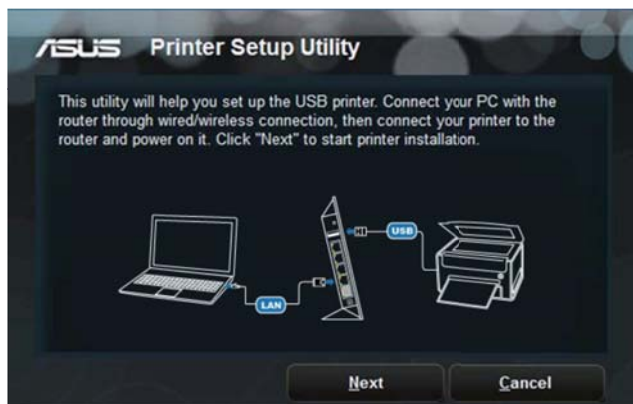 ASUS Printer Setup Utility
This utility will help you set up the USB printer. Connect your PC with the
router through wired/wireless connection, then connect your printer to the
router and power on it. Click "Next" to start printer installation.
USB
LAN
Next Cancel